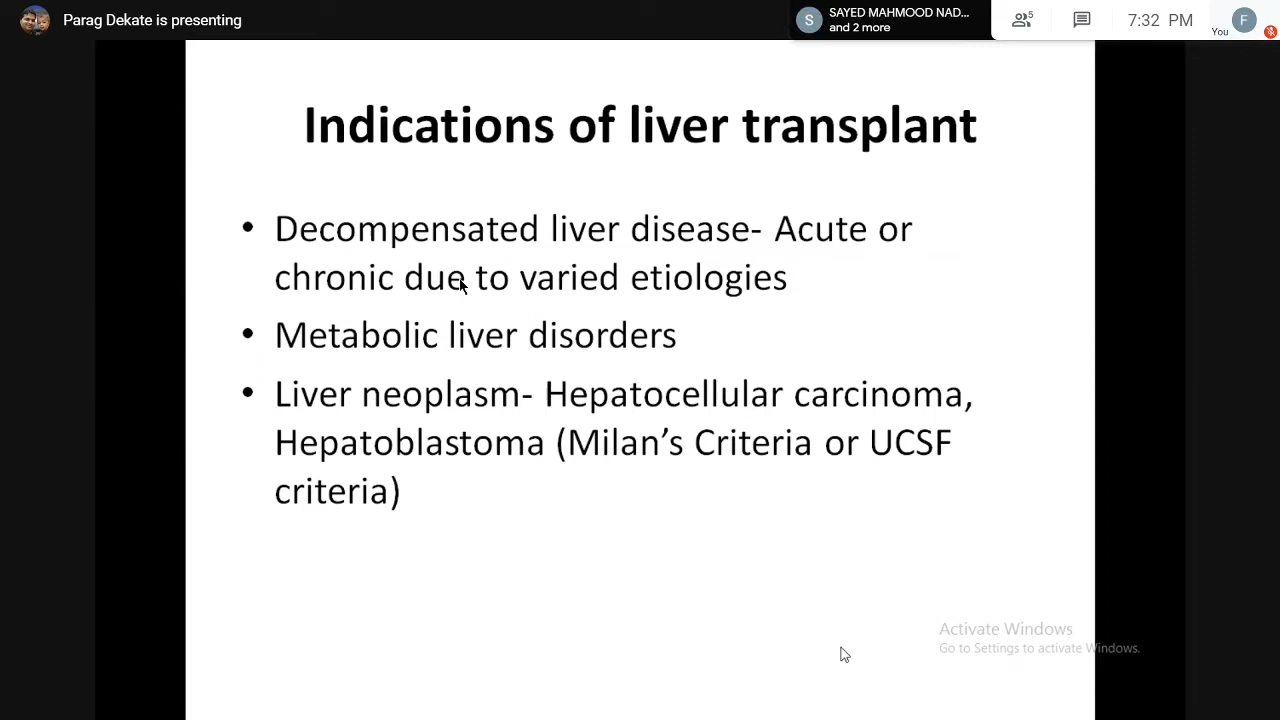 Parag Dekate is presenting
SAYED MAHMOOD NAD...
and 2 more
S
5
7:32 PM
You
F
Indications of liver transplant
• Decompensated liver disease- Acute or
chronic due to varied etiologies
• Metabolic liver disorders
• Liver neoplasm- Hepatocellular carcinoma,
Hepatoblastoma (Milan’s Criteria or UCSF
criteria)
Activate Windows
Go to Settings to activate Windows.